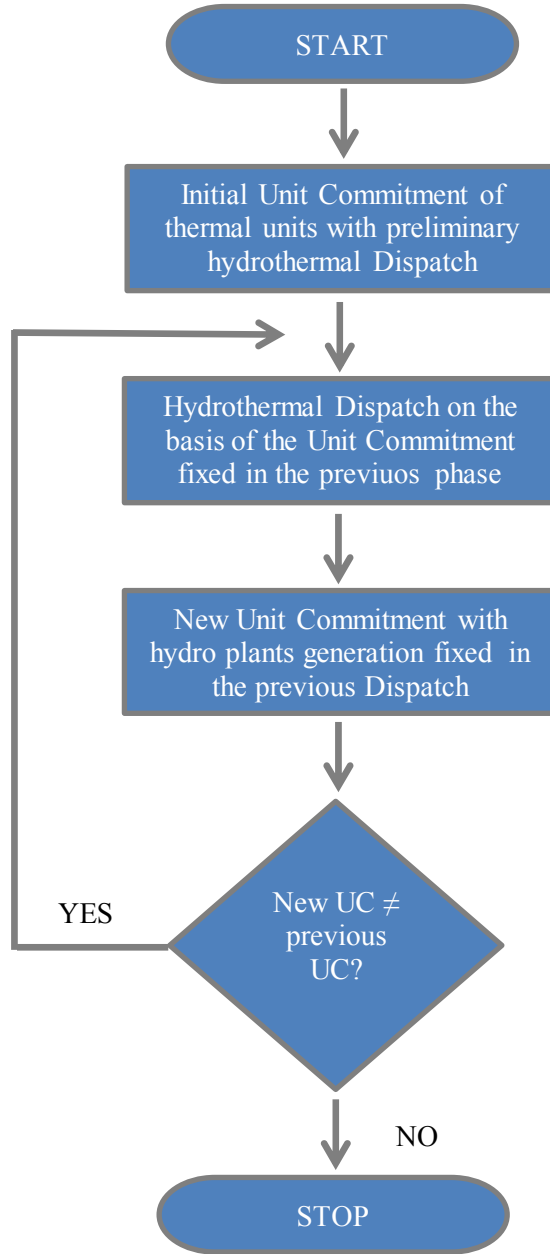 START
Initial Unit Commitment of
thermal units with preliminary
hydrothermal Dispatch
Hydrothermal Dispatch on the
basis of the Unit Commitment
fixed in the previuos phase
New Unit Commitment with
hydro plants generation fixed in
the previous Dispatch
YES
New UC ≠
previous
UC?
NO
STOP